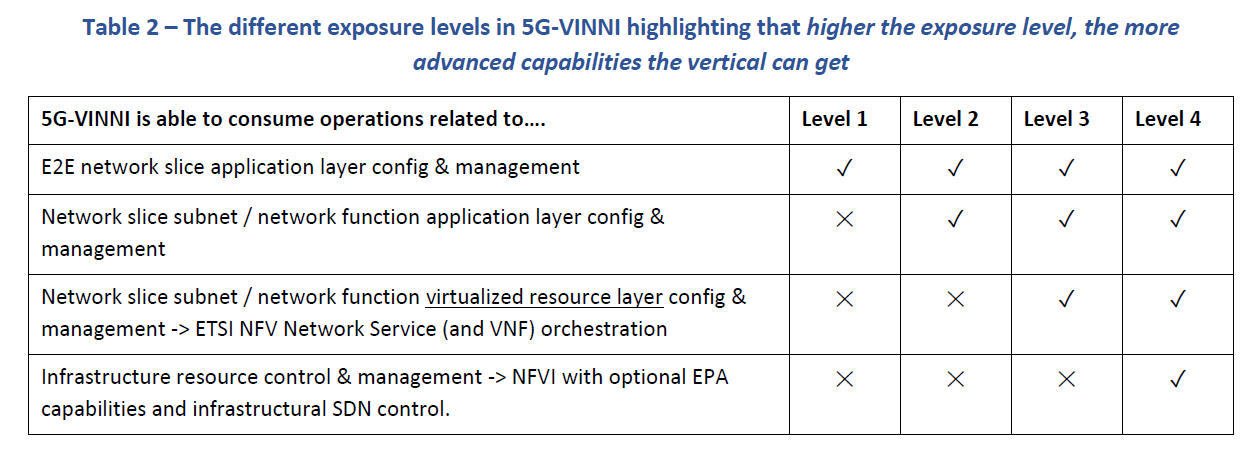 Table 2 – The different exposure levels in 5G-VINNI highlighting that higher the exposure level, the more
advanced capabilities the vertical can get
5G-VINNI is able to consume operations related to.... Level 1 Level 2 Level 3 Level 4
E2E network slice application layer config & management ✓ ✓ ✓ ✓
Network slice subnet / network function application layer config &
management × ✓ ✓ ✓
Network slice subnet / network function virtualized resource layer config &
management -> ETSI NFV Network Service (and VNF) orchestration × × ✓ ✓
Infrastructure resource control & management -> NFVI with optional EPA
capabilities and infrastructural SDN control. × × × ✓